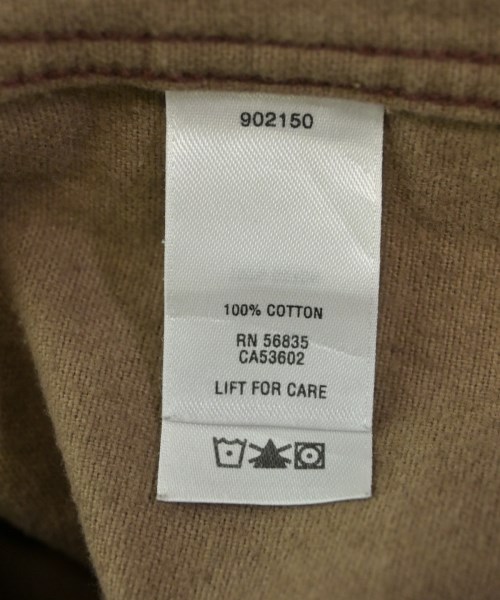 902150
100% COTTON
RN 56835
CA53602
LIFT FOR CARE